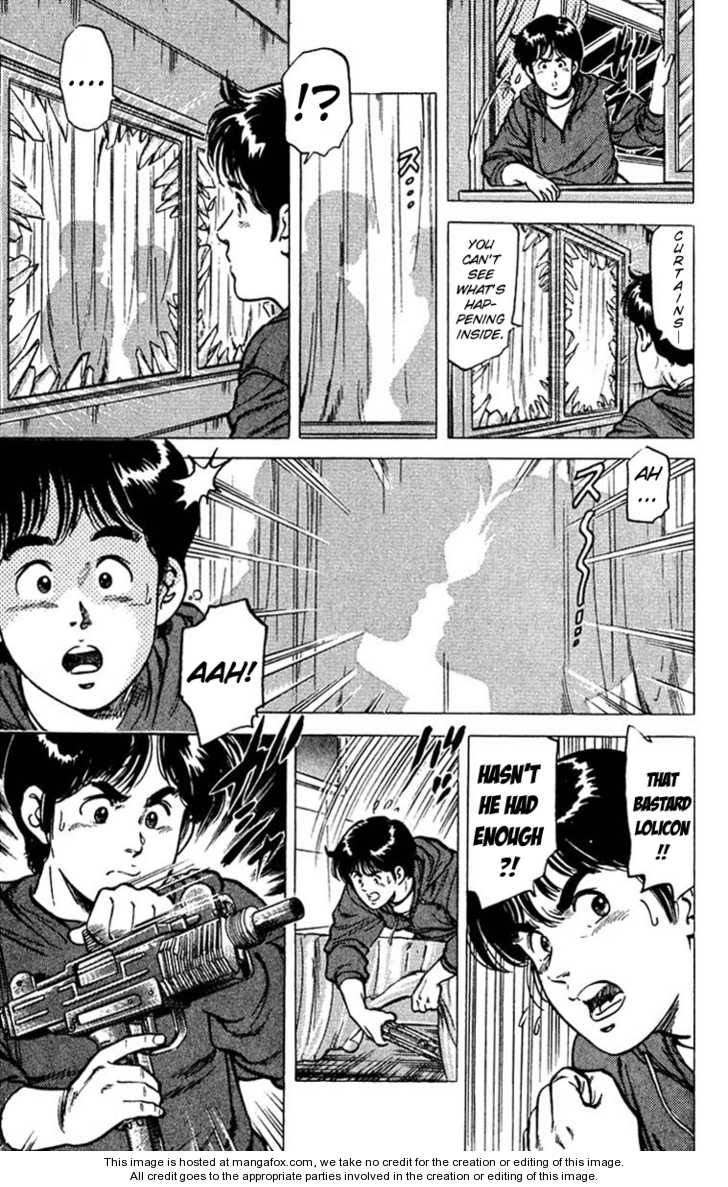 CURTAINS—
YOU
CAN'T
SEE
WHAT'S
HAP-
PENING
INSIDE.
ス...
!?
....
AH
...
ス〜...
AAH!
THAT
BASTARD
LOLICON
!!
HASN'T
HE HAD
ENOUGH
?!
This image is hosted at mangafox.com, we take no credit for the creation or editing of this image.
All credit goes to the appropriate parties involved in the creation or editing of this image.